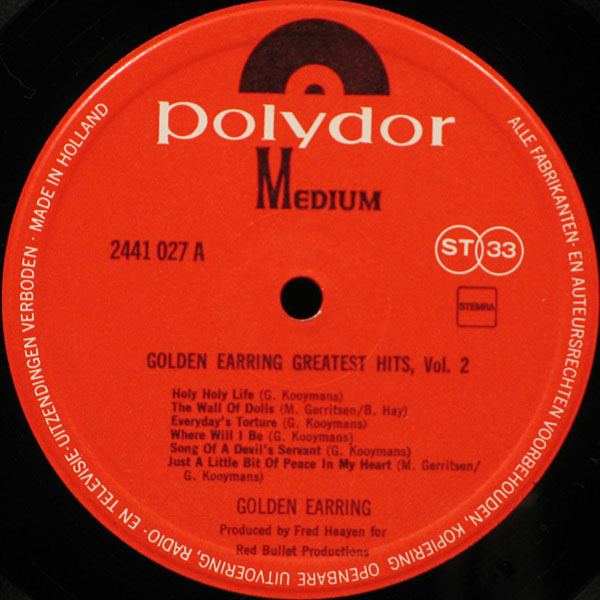 polydor
MEDIUM
2441 027 A
ST 33
STEMRA
GOLDEN EARRING GREATEST HITS, Vol. 2
Holy Holy Life (G. Kooymans)
The Wall Of Dolls (M. Gerritsen/B. Hay)
Everyday's Torture (G. Kooymans)
Where Will I Be (G. Kooymans)
Song Of A Devil's Servant (G. Kooymans)
Just A Little Bit Of Peace In My Heart (M. Gerritsen/
G. Kooymans)
GOLDEN EARRING
Produced by Fred Haayen for
Red Bullet Productions
ALLE FABRIKANTEN- EN AUTEURSRECHTEN VOORBEHOUDEN, KOPIERING OPENBARE UITVOERING, RADIO- EN TELEVISIE-UITZENDINGEN VERBODEN · MADE IN HOLLAND